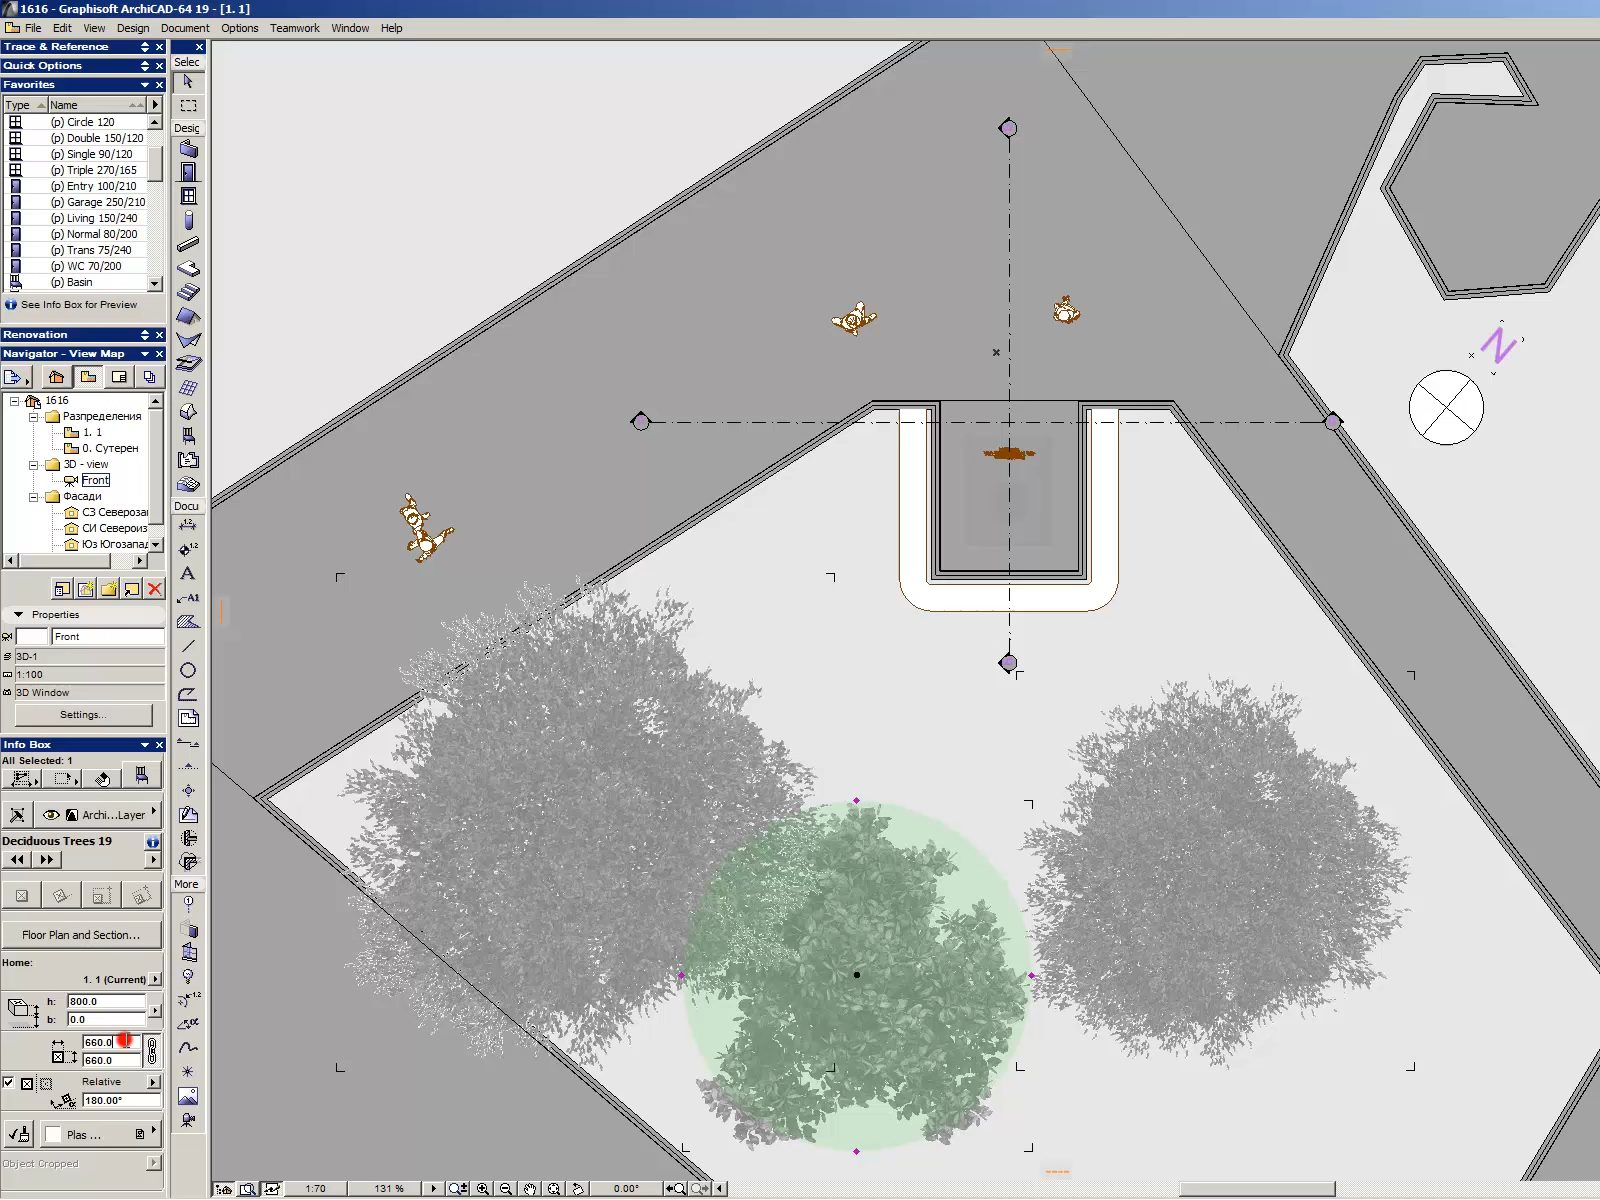 1616 - Graphisoft ArchiCAD-64 19 - [1. 1]
File Edit View Design Document Options Teamwork Window Help
Trace & Reference
Quick Options
Favorites
Type Name
(p) Circle 120
(p) Double 150/120
(p) Single 90/120
(p) Triple 270/165
(p) Entry 100/210
(p) Garage 250/210
(p) Living 150/240
(p) Normal 80/200
(p) Trans 75/240
(p) WC 70/200
(p) Basin
See Info Box for Preview
Renovation
Navigator - View Map
1616
Разпределения
1. 1
0. Сутерен
3D - view
Front
Фасади
СЗ Северозап
СИ Североиз
Юз Югозапад
Properties
Front
3D-1
1:100
3D Window
Settings...
Info Box
All Selected: 1
Archi...Layer
Deciduous Trees 19
Floor Plan and Section...
Home:
1. 1 (Current)
h: 800.0
b: 0.0
660.0
660.0
Relative
180.00°
Plas ...
Object Cropped
Selec
Desig
Docu
More
N
1:70 131 % 0.00°